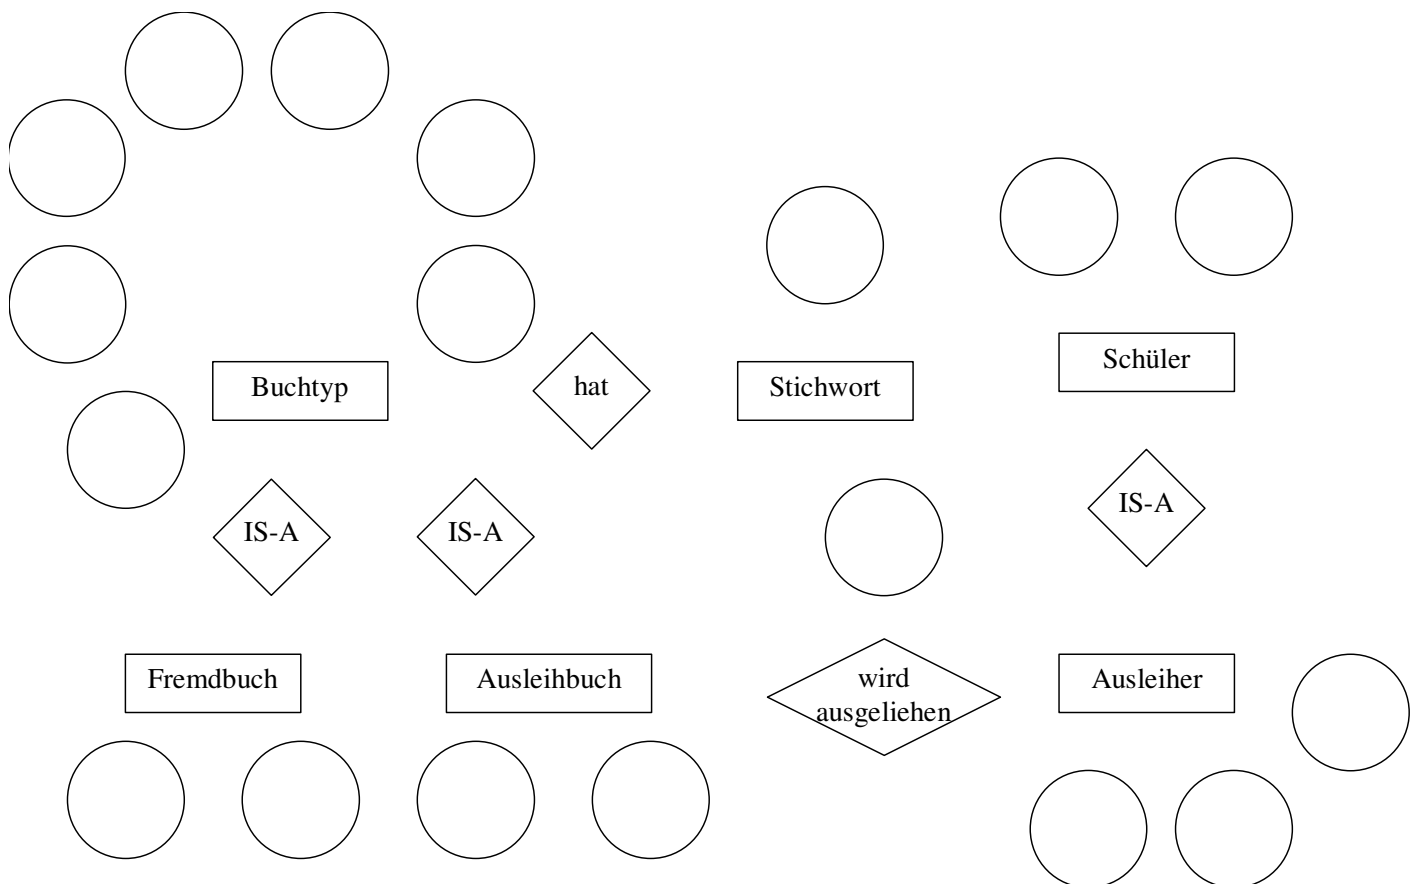 Schüler
Buchtyp
hat
Stichwort
IS-A
IS-A
IS-A
Fremdbuch
Ausleihbuch
wird
ausgeliehen
Ausleiher